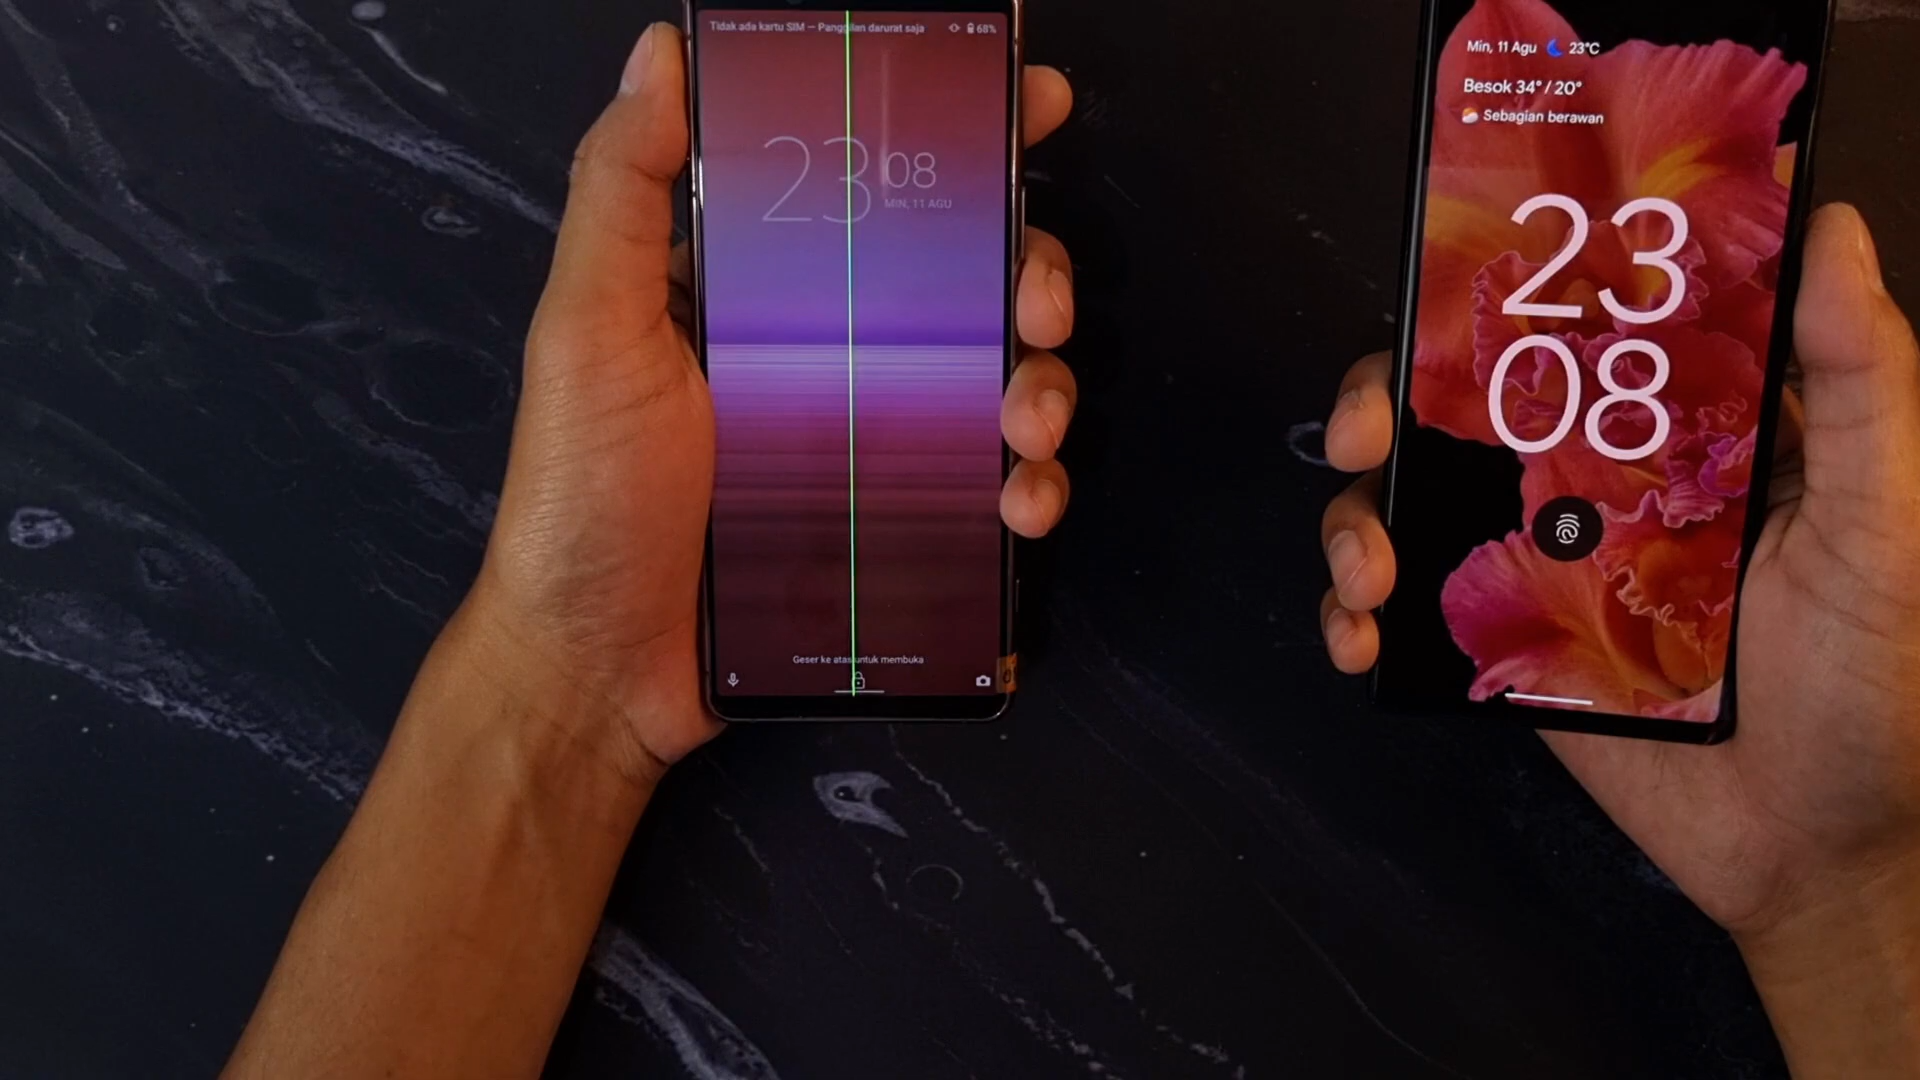 Tidak ada kartu SIM — Panggilan darurat saja 68%
23 08
MIN, 11 AGU
Geser ke atas untuk membuka
Min, 11 Agu 23°C
Besok 34° / 20°
Sebagian berawan
23
08